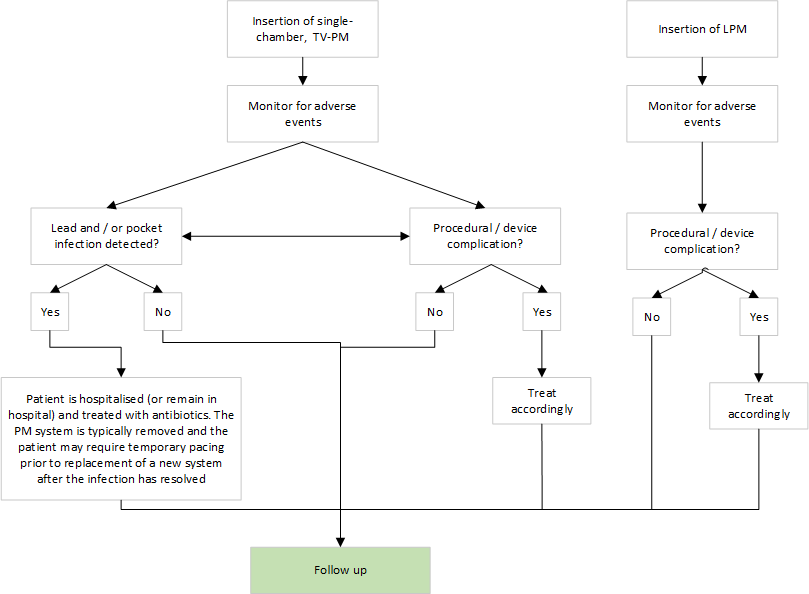 Insertion of single-
chamber,  TV-PM
Insertion of LPM
Monitor for adverse
events
Monitor for adverse
events
Lead and / or pocket
infection detected?
Procedural / device
complication?
Procedural / device
complication?
Yes
No
No
Yes
No
Yes
Patient is hospitalised (or remain in
hospital) and treated with antibiotics. The
PM system is typically removed and the
patient may require temporary pacing
prior to replacement of a new system
after the infection has resolved
Treat
accordingly
Treat
accordingly
Follow up